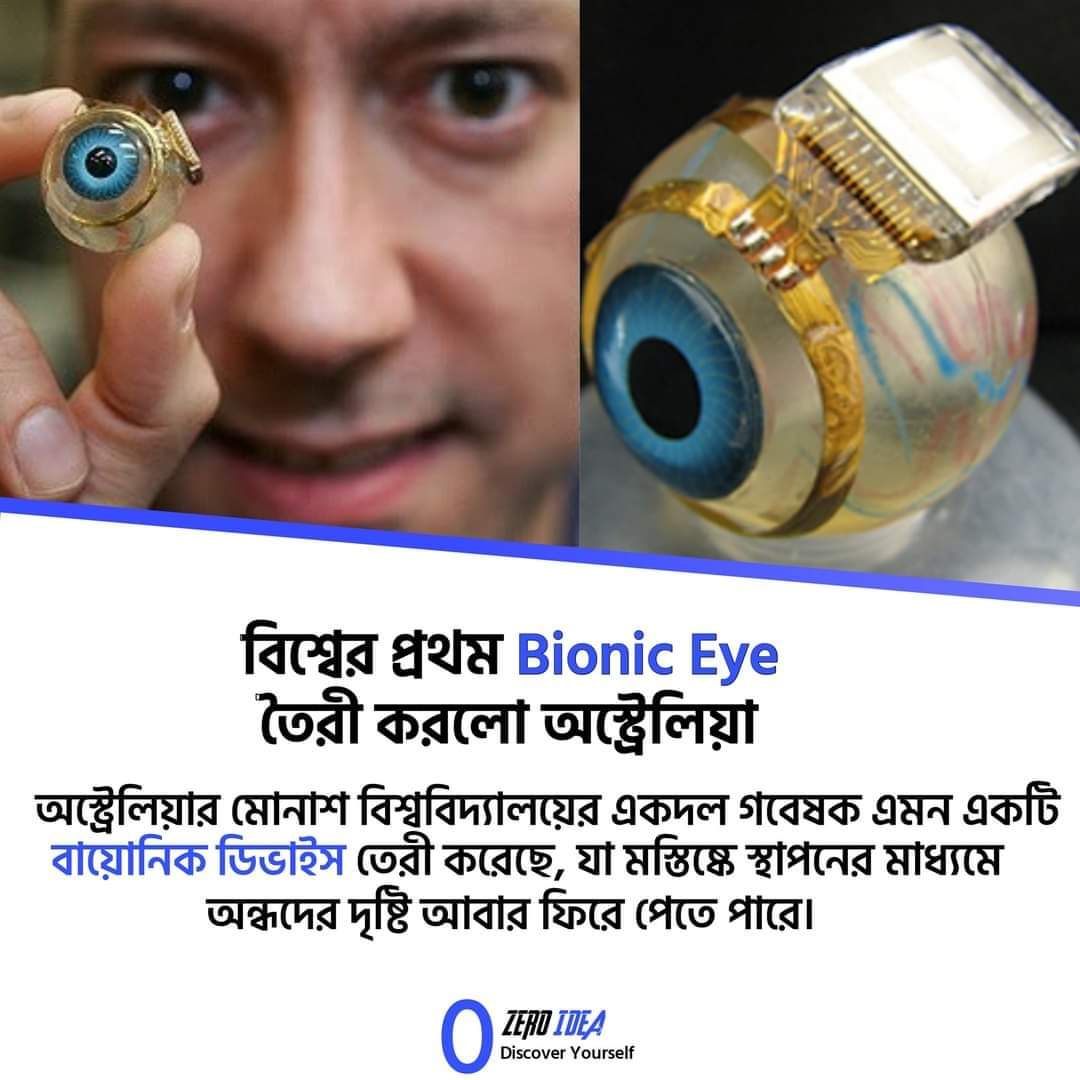 বিশ্বের প্রথম Bionic Eye
তৈরী করলো অস্ট্রেলিয়া
অস্ট্রেলিয়ার মোনাশ বিশ্ববিদ্যালয়ের একদল গবেষক এমন একটি
বায়োনিক ডিভাইস তেরী করেছে, যা মস্তিষ্কে স্থাপনের মাধ্যমে
অন্ধদের দৃষ্টি আবার ফিরে পেতে পারে।
0 ZERO IDEA
Discover Yourself